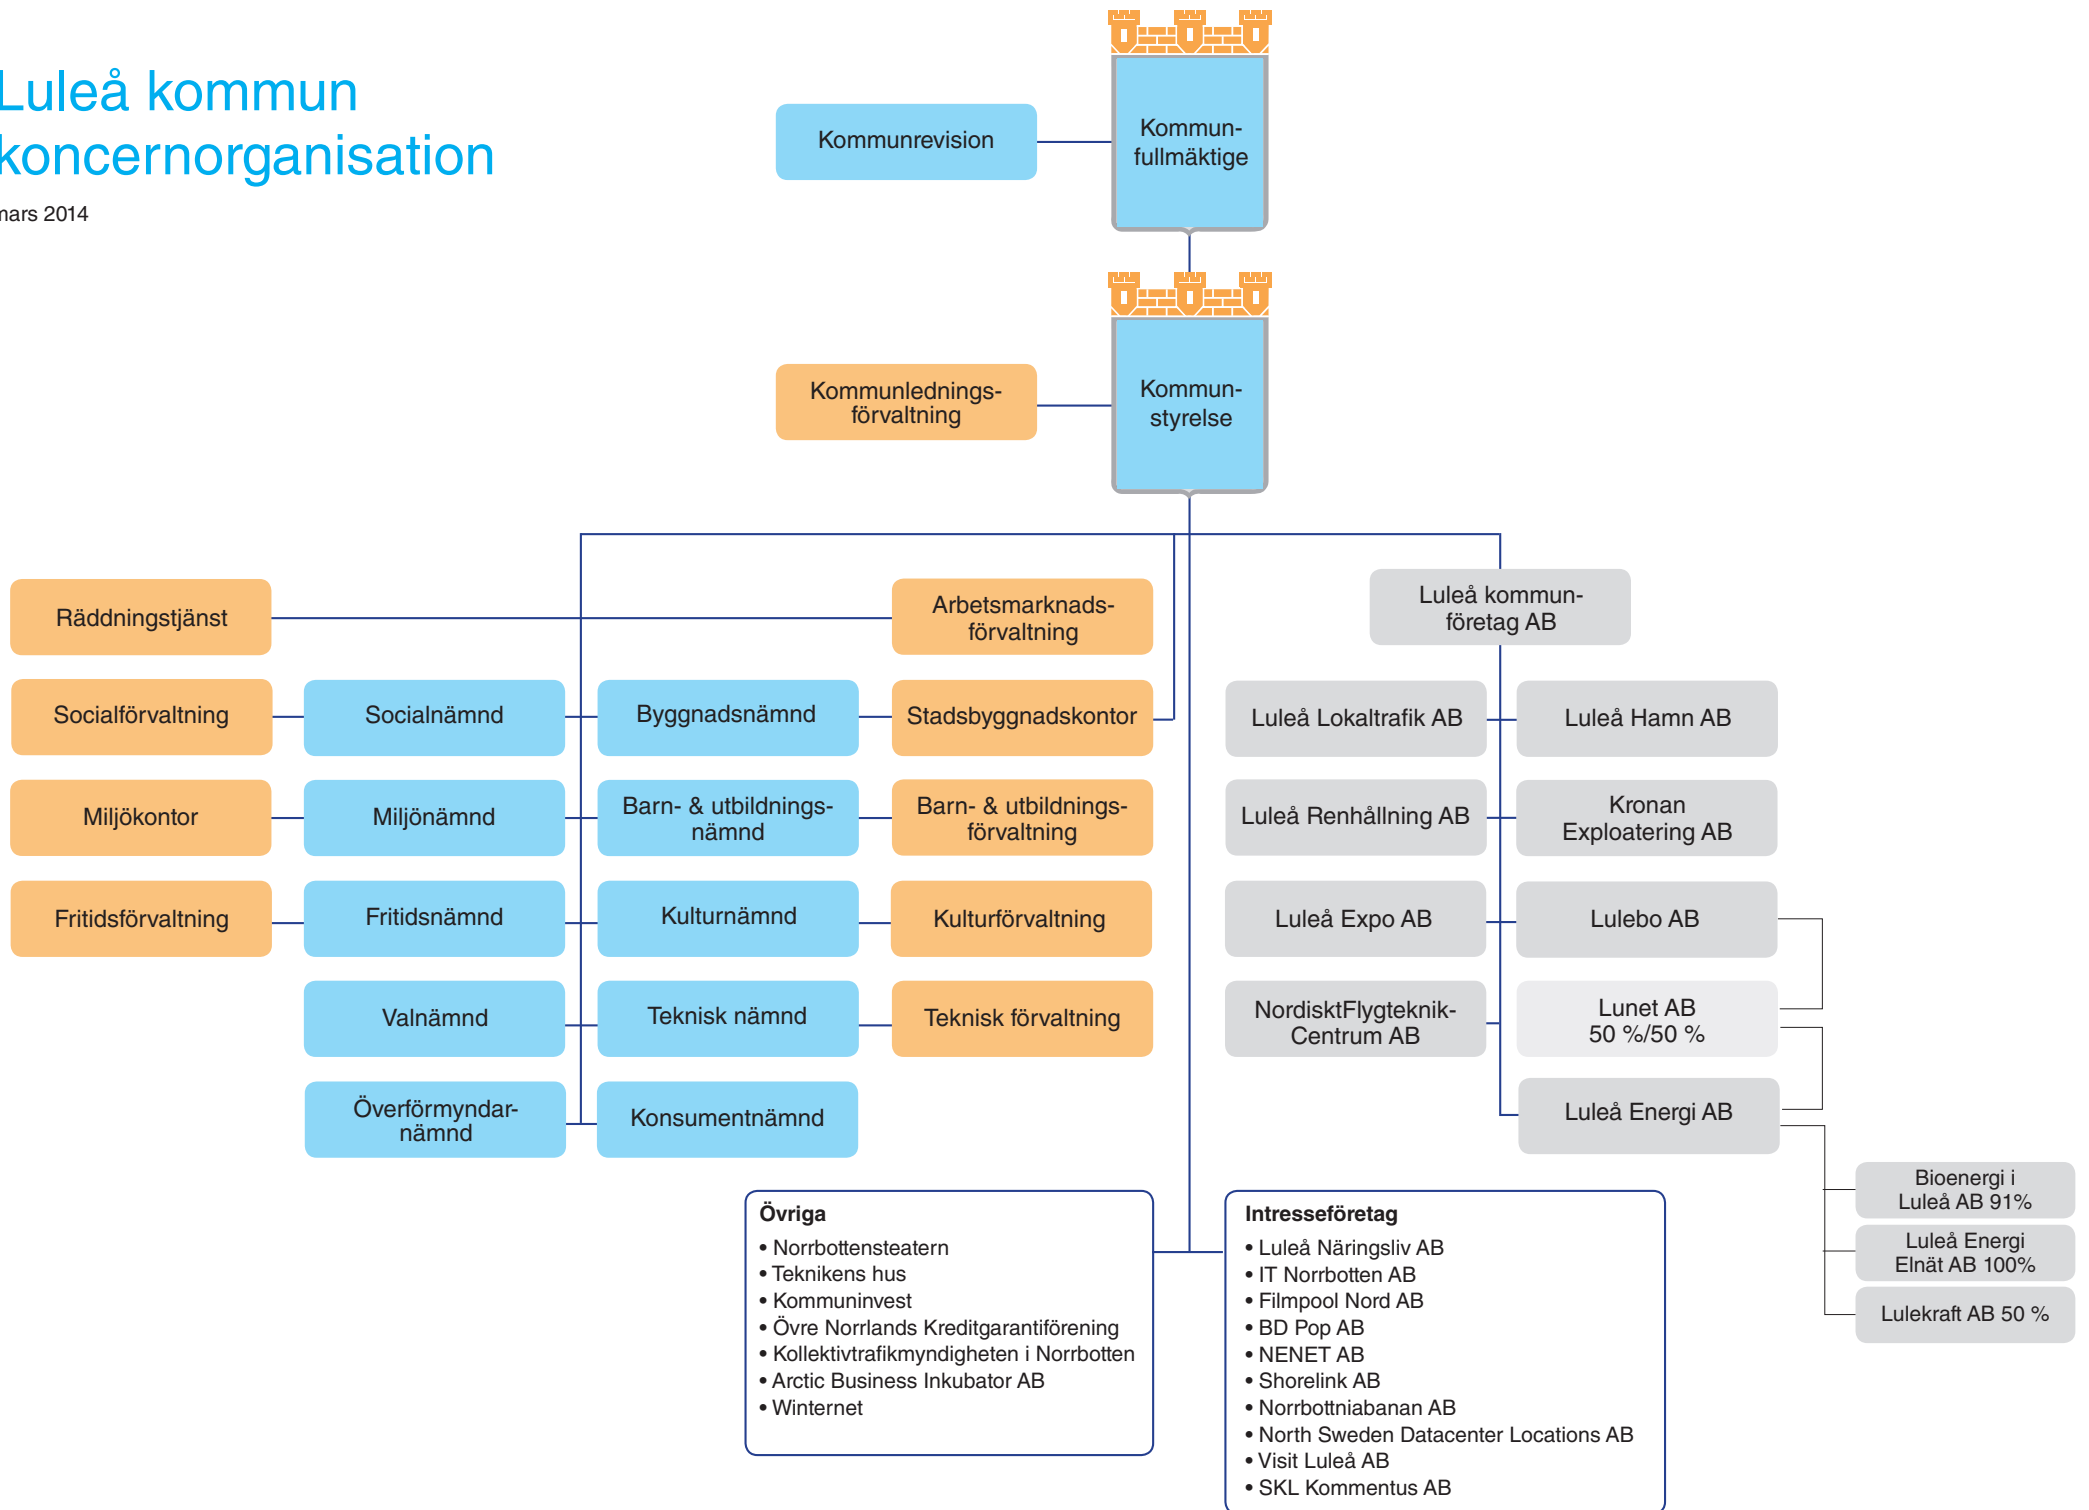 Luleå kommun
koncernorganisation
mars 2014
Kommunrevision
Kommun-
fullmäktige
Kommunlednings-
förvaltning
Kommun-
styrelse
Räddningstjänst
Arbetsmarknads-
förvaltning
Luleå kommun-
företag AB
Socialförvaltning
Socialnämnd
Byggnadsnämnd
Stadsbyggnadskontor
Luleå Lokaltrafik AB
Luleå Hamn AB
Miljökontor
Miljönämnd
Barn- & utbildnings-
nämnd
Barn- & utbildnings-
förvaltning
Luleå Renhållning AB
Kronan
Exploatering AB
Fritidsförvaltning
Fritidsnämnd
Kulturnämnd
Kulturförvaltning
Luleå Expo AB
Lulebo AB
Valnämnd
Teknisk nämnd
Teknisk förvaltning
NordisktFlygteknik-
Centrum AB
Lunet AB
50 %/50 %
Överförmyndar-
nämnd
Konsumentnämnd
Luleå Energi AB
Bioenergi i
Luleå AB 91%
Luleå Energi
Elnät AB 100%
Lulekraft AB 50 %
Övriga
• Norrbottensteatern
• Teknikens hus
• Kommuninvest
• Övre Norrlands Kreditgarantiförening
• Kollektivtrafikmyndigheten i Norrbotten
• Arctic Business Inkubator AB
• Winternet
Intresseföretag
• Luleå Näringsliv AB
• IT Norrbotten AB
• Filmpool Nord AB
• BD Pop AB
• NENET AB
• Shorelink AB
• Norrbottniabanan AB
• North Sweden Datacenter Locations AB
• Visit Luleå AB
• SKL Kommentus AB